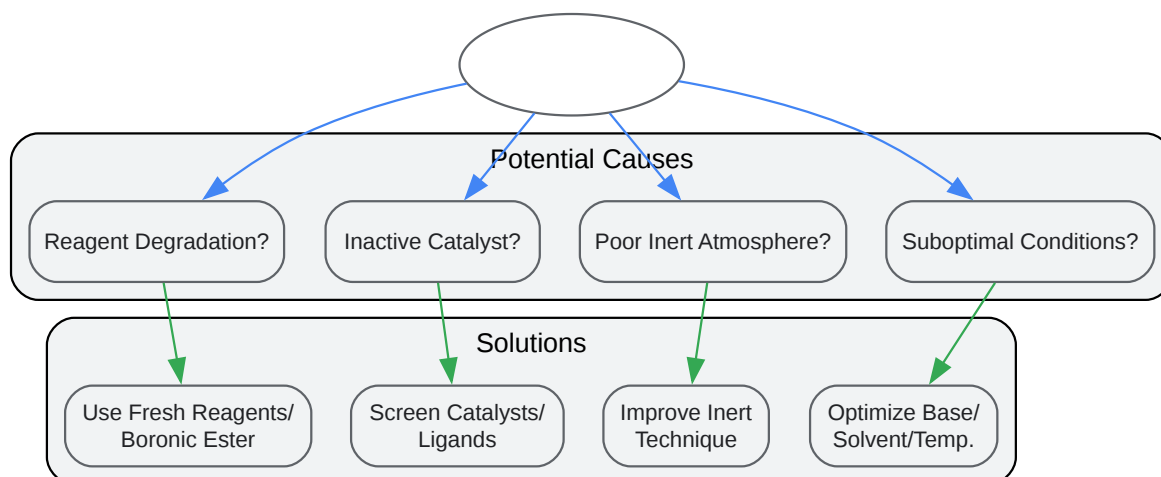 Potential Causes
Reagent Degradation?
Inactive Catalyst?
Poor Inert Atmosphere?
Suboptimal Conditions?
Solutions
Use Fresh Reagents/
Boronic Ester
Screen Catalysts/
Ligands
Improve Inert
Technique
Optimize Base/
Solvent/Temp.